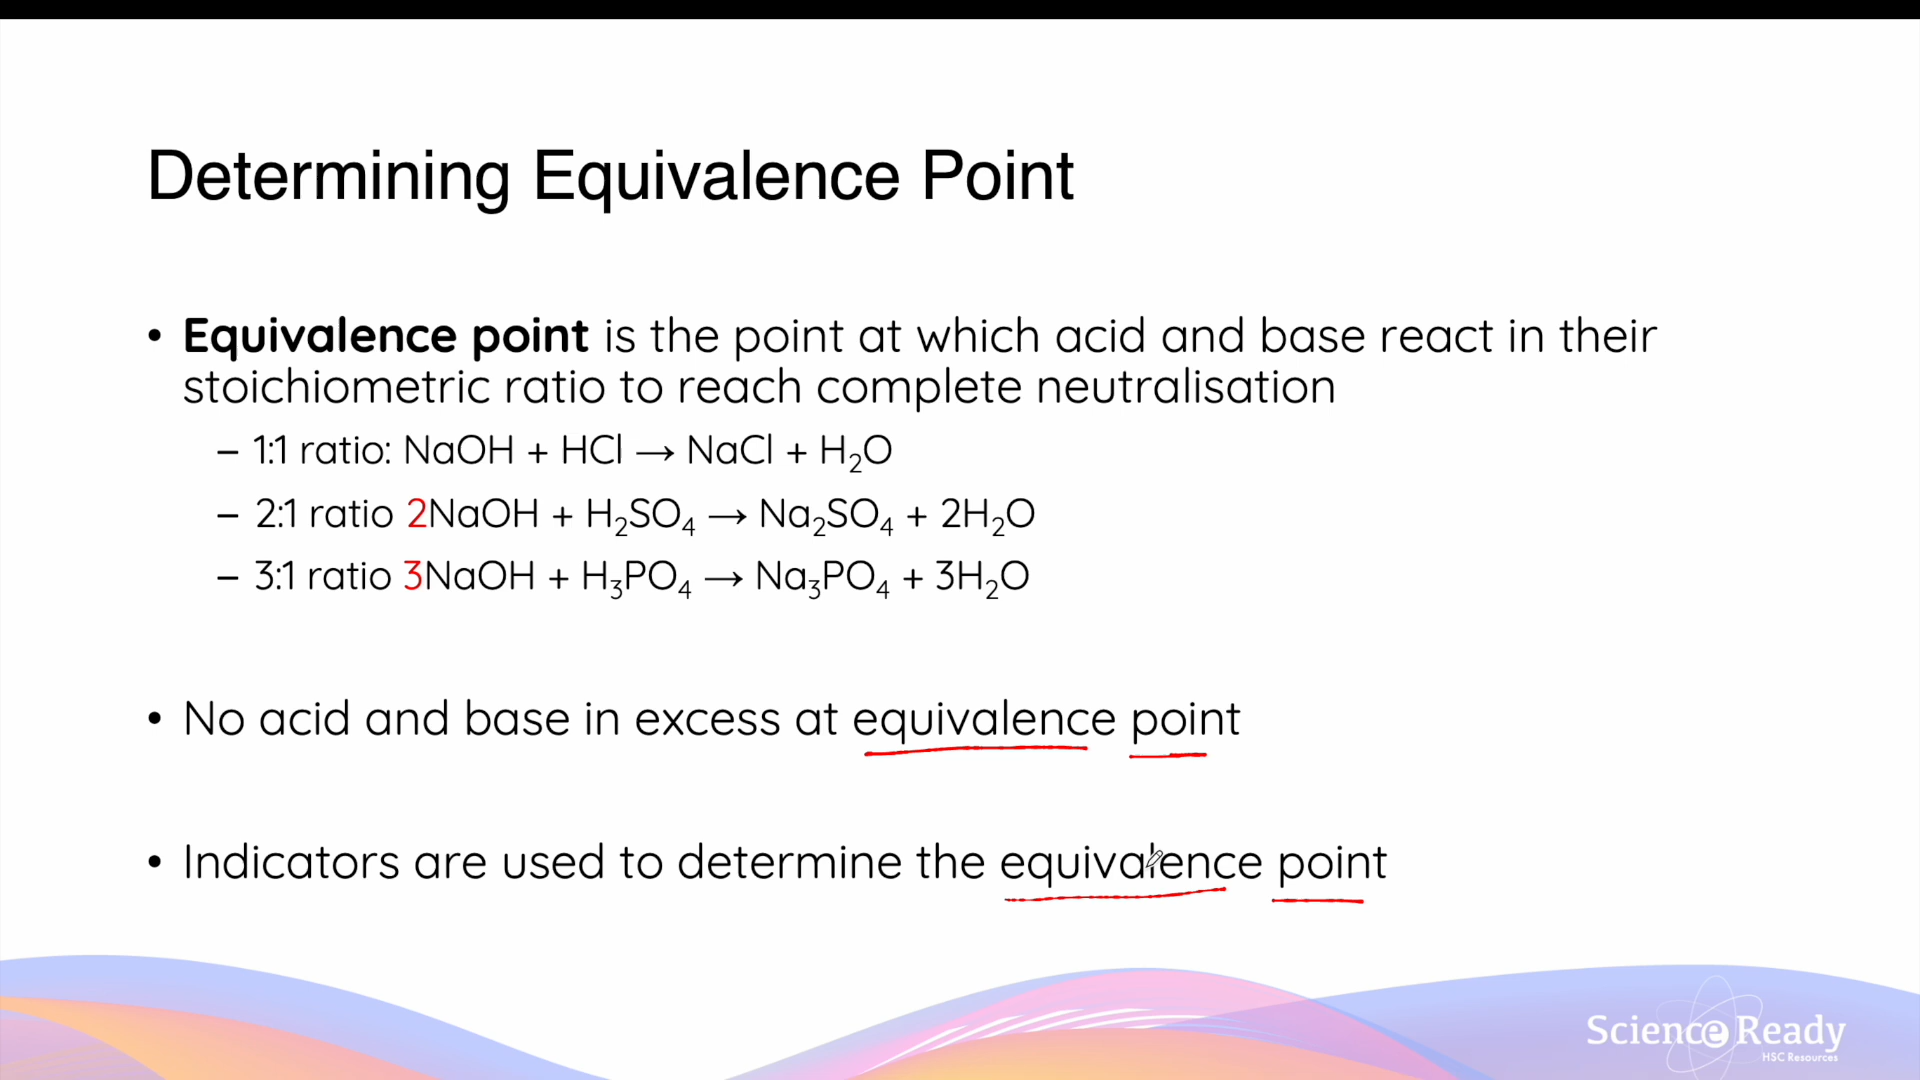 Determining Equivalence Point
• Equivalence point is the point at which acid and base react in their
stoichiometric ratio to reach complete neutralisation
– 1:1 ratio: NaOH + HCl → NaCl + H₂O
– 2:1 ratio 2NaOH + H₂SO₄ → Na₂SO₄ + 2H₂O
– 3:1 ratio 3NaOH + H₃PO₄ → Na₃PO₄ + 3H₂O
• No acid and base in excess at equivalence point
• Indicators are used to determine the equivalence point
Science Ready
HSC Resources